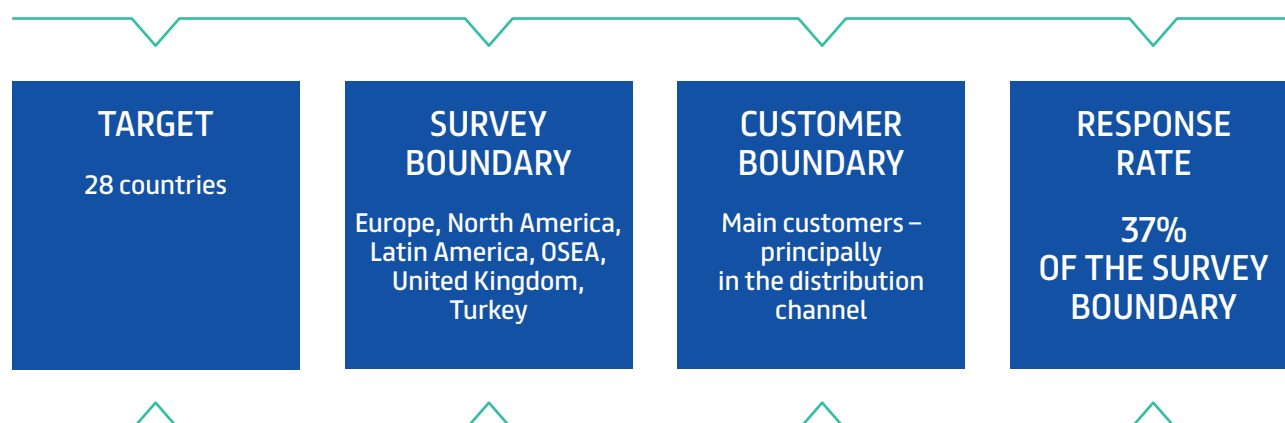 TARGET
28 countries
SURVEY
BOUNDARY
Europe, North America,
Latin America, OSEA,
United Kingdom,
Turkey
CUSTOMER
BOUNDARY
Main customers –
principally
in the distribution
channel
RESPONSE
RATE
37%
OF THE SURVEY
BOUNDARY